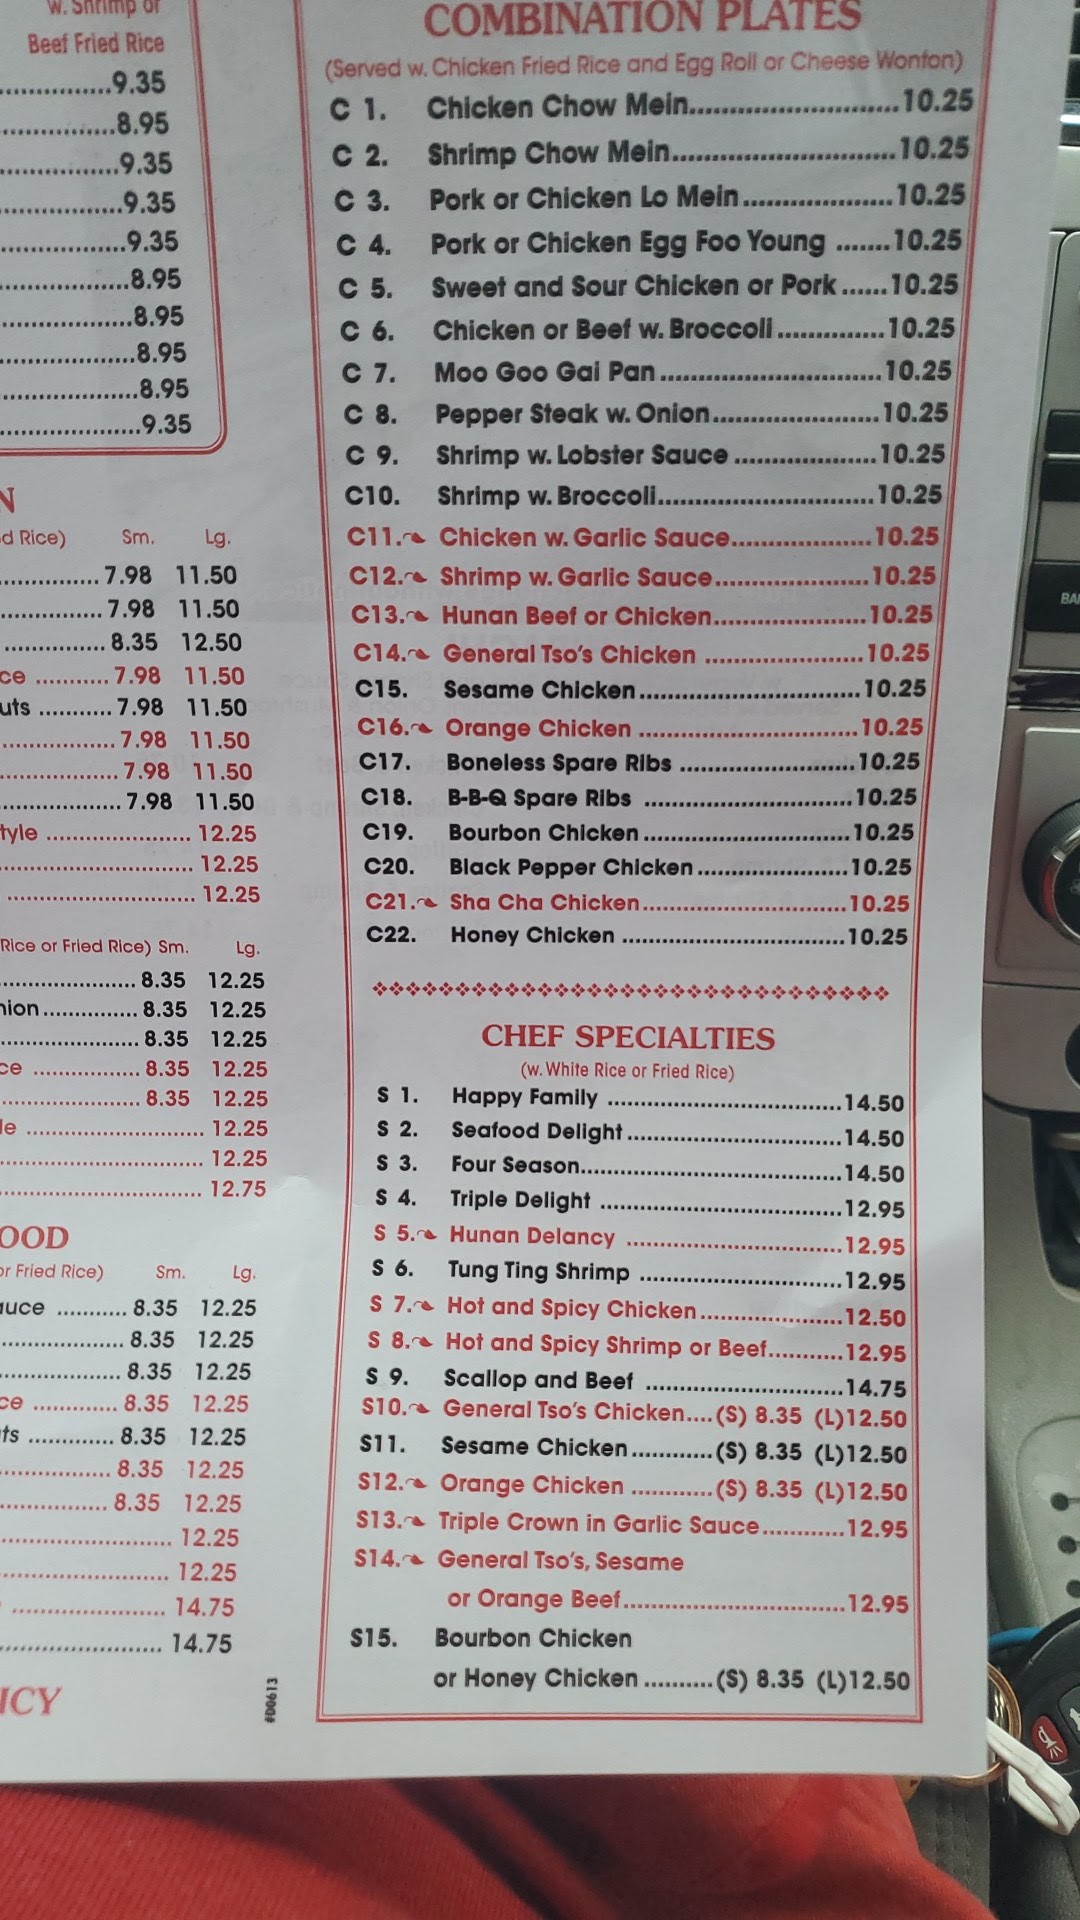 w. Shrimp or
Beef Fried Rice
9.35
8.95
9.35
9.35
9.35
8.95
8.95
8.95
8.95
9.35
N
d Rice) Sm. Lg.
7.98 11.50
7.98 11.50
8.35 12.50
ce 7.98 11.50
uts 7.98 11.50
7.98 11.50
7.98 11.50
7.98 11.50
tyle 12.25
12.25
12.25
Rice or Fried Rice) Sm. Lg.
8.35 12.25
nion 8.35 12.25
8.35 12.25
ce 8.35 12.25
8.35 12.25
le 12.25
12.25
12.75
OOD
or Fried Rice) Sm. Lg.
auce 8.35 12.25
8.35 12.25
8.35 12.25
ce 8.35 12.25
ts 8.35 12.25
8.35 12.25
8.35 12.25
12.25
12.25
14.75
14.75
ICY
#DG613
COMBINATION PLATES
(Served w. Chicken Fried Rice and Egg Roll or Cheese Wonton)
C 1. Chicken Chow Mein 10.25
C 2. Shrimp Chow Mein 10.25
C 3. Pork or Chicken Lo Mein 10.25
C 4. Pork or Chicken Egg Foo Young 10.25
C 5. Sweet and Sour Chicken or Pork 10.25
C 6. Chicken or Beef w. Broccoli 10.25
C 7. Moo Goo Gai Pan 10.25
C 8. Pepper Steak w. Onion 10.25
C 9. Shrimp w. Lobster Sauce 10.25
C10. Shrimp w. Broccoli 10.25
C11. Chicken w. Garlic Sauce 10.25
C12. Shrimp w. Garlic Sauce 10.25
C13. Hunan Beef or Chicken 10.25
C14. General Tso's Chicken 10.25
C15. Sesame Chicken 10.25
C16. Orange Chicken 10.25
C17. Boneless Spare Ribs 10.25
C18. B-B-Q Spare Ribs 10.25
C19. Bourbon Chicken 10.25
C20. Black Pepper Chicken 10.25
C21. Sha Cha Chicken 10.25
C22. Honey Chicken 10.25
CHEF SPECIALTIES
(w. White Rice or Fried Rice)
S 1. Happy Family 14.50
S 2. Seafood Delight 14.50
S 3. Four Season 14.50
S 4. Triple Delight 12.95
S 5. Hunan Delancy 12.95
S 6. Tung Ting Shrimp 12.95
S 7. Hot and Spicy Chicken 12.50
S 8. Hot and Spicy Shrimp or Beef 12.95
S 9. Scallop and Beef 14.75
S10. General Tso's Chicken (S) 8.35 (L)12.50
S11. Sesame Chicken (S) 8.35 (L)12.50
S12. Orange Chicken (S) 8.35 (L)12.50
S13. Triple Crown in Garlic Sauce 12.95
S14. General Tso's, Sesame
or Orange Beef 12.95
S15. Bourbon Chicken
or Honey Chicken (S) 8.35 (L)12.50
BA